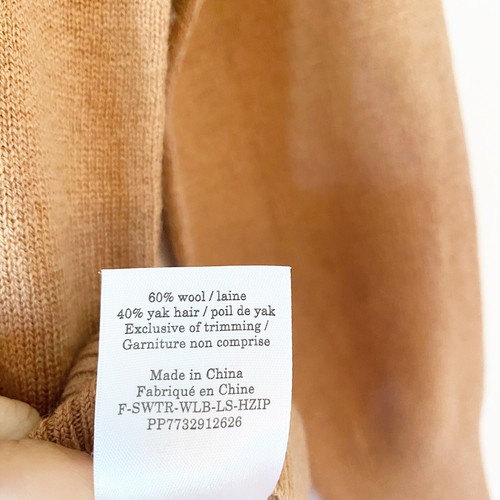 60% wool / laine
40% yak hair / poil de yak
Exclusive of trimming /
Garniture non comprise
Made in China
Fabriqué en Chine
F-SWTR-WLB-LS-HZIP
PP7732912626